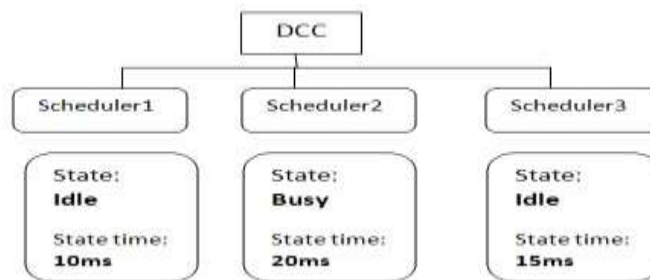 DCC
Scheduler1
Scheduler2
Scheduler3
State:
Idle
State time:
10ms
State:
Busy
State time:
20ms
State:
Idle
State time:
15ms